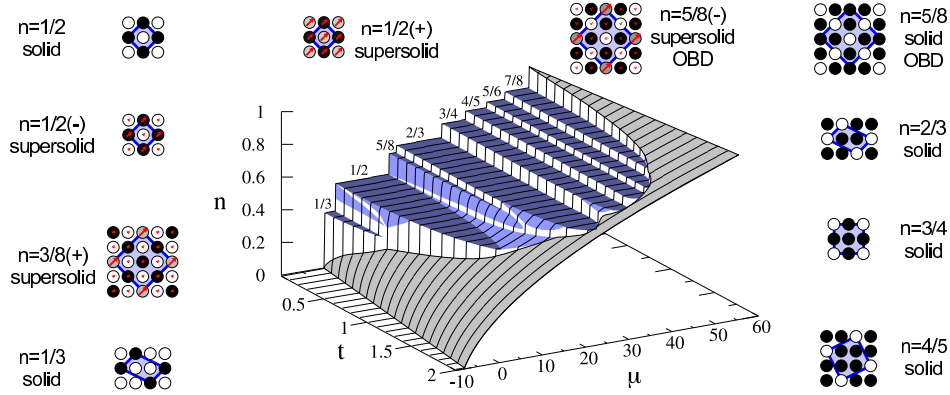 n=1/2
solid
n=1/2(+)
supersolid
n=5/8(-)
supersolid
OBD
n=5/8
solid
OBD
n=1/2(-)
supersolid
n=2/3
solid
n=3/8(+)
supersolid
n=3/4
solid
n=1/3
solid
n=4/5
solid
7/8
5/6
4/5
3/4
2/3
5/8
1/2
1/3
1
0.8
0.6
0.4
0.2
0
n
0.5
1
1.5
2
t
-10
0
10
20
30
40
50
60
μ